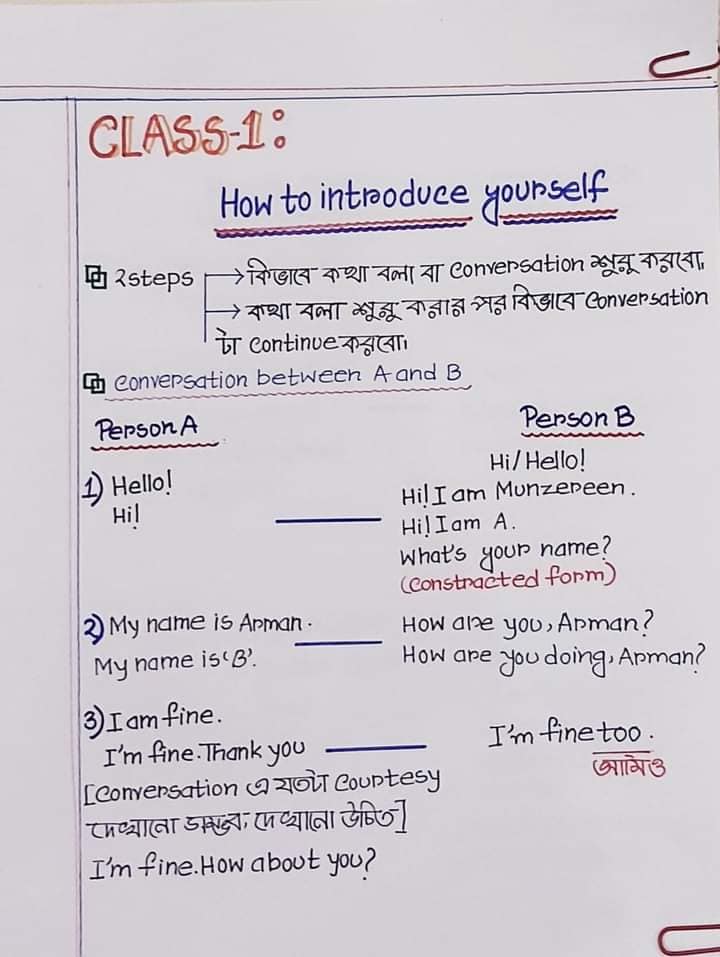 CLASS-1:
How to introduce yourself
2steps → কিভাবে কথা বলা বা conversation শুরু করবো,
→ কথা বলা শুরু করার পর কিভাবে conversation
টা continue করবো।
conversation between A and B
Person A Person B
Hi/Hello!
1) Hello! Hi! I am Munzereen.
Hi! Hi! I am A.
What's your name?
(constracted form)
2) My name is Arman. How are you, Arman?
My name is 'B'. How are you doing, Arman?
3) I am fine. I'm fine too.
I'm fine. Thank you আমিও
[conversation এ যতটা courtesy
দেখানো সম্ভব, দেখানো উচিত]
I'm fine. How about you?